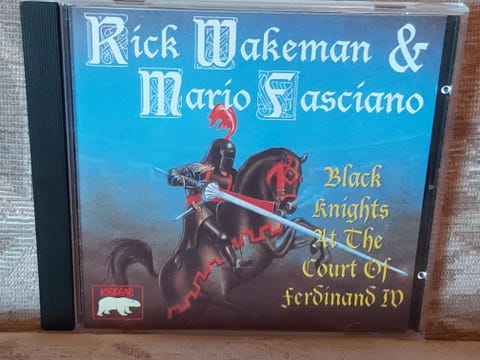 Rick Wakeman &
Mario Fasciano
Black
Knights
At The
Court Of
Ferdinand IV
ICEBEAR